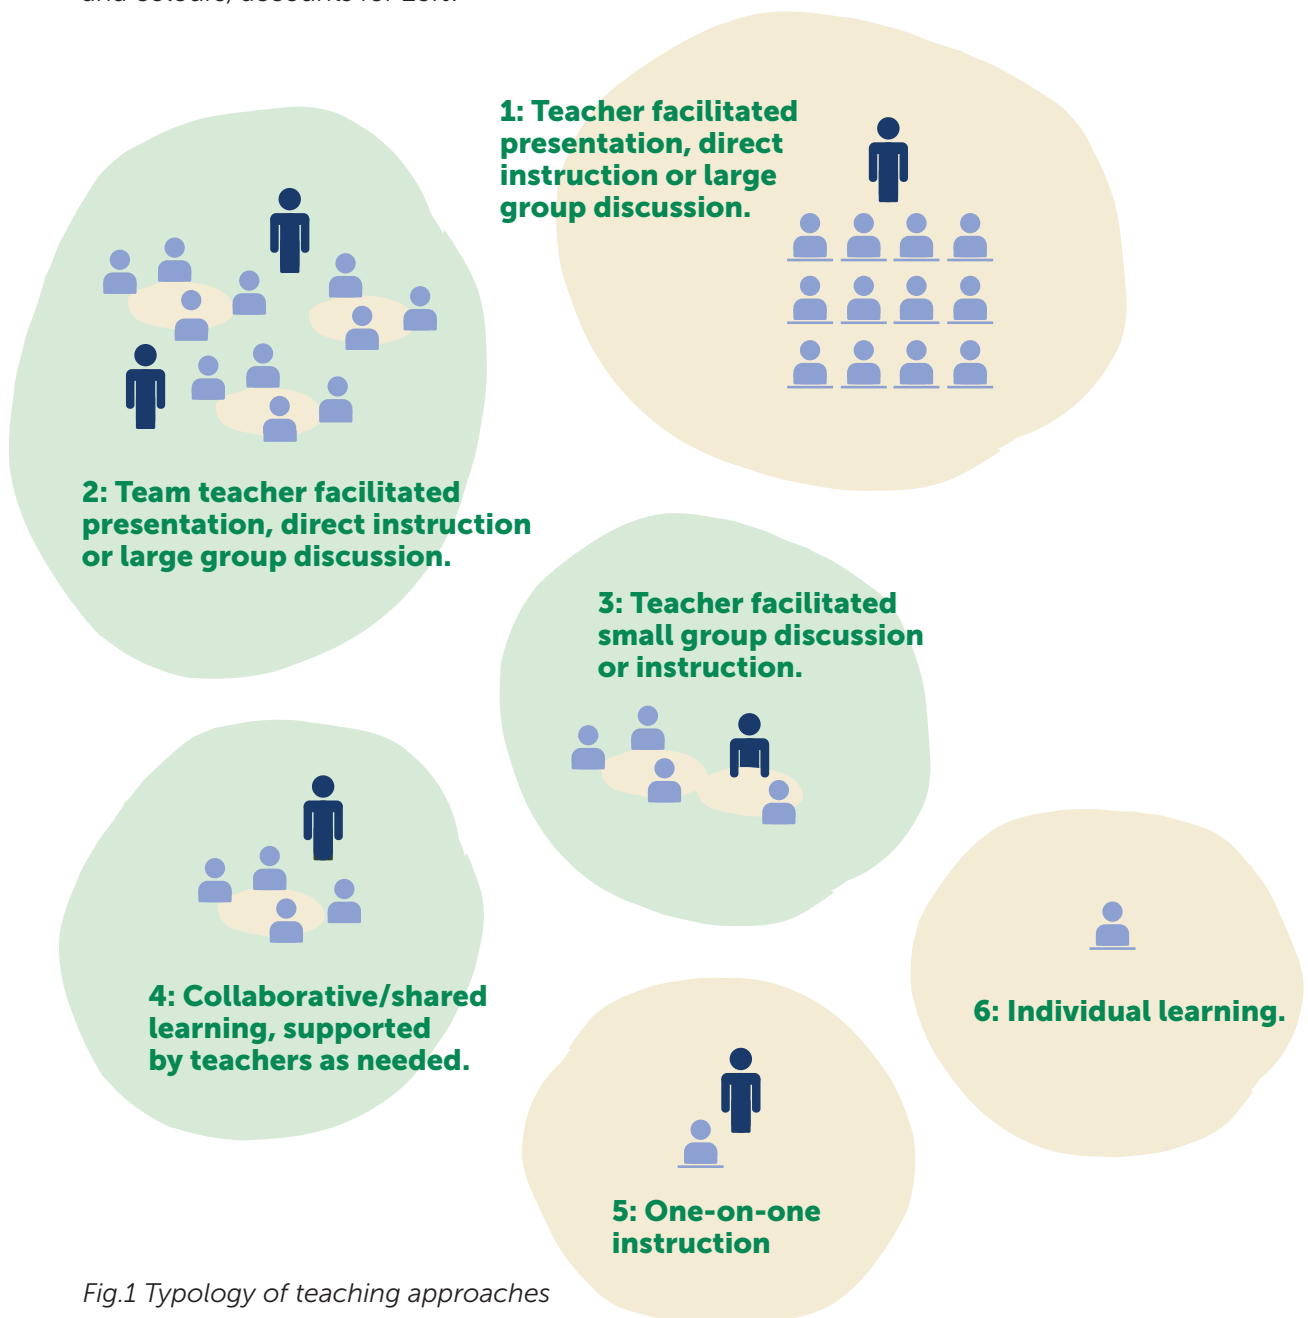 1: Teacher facilitated
presentation, direct
instruction or large
group discussion.
2: Team teacher facilitated
presentation, direct instruction
or large group discussion.
3: Teacher facilitated
small group discussion
or instruction.
4: Collaborative/shared
learning, supported
by teachers as needed.
6: Individual learning.
5: One-on-one
instruction
Fig.1 Typology of teaching approaches